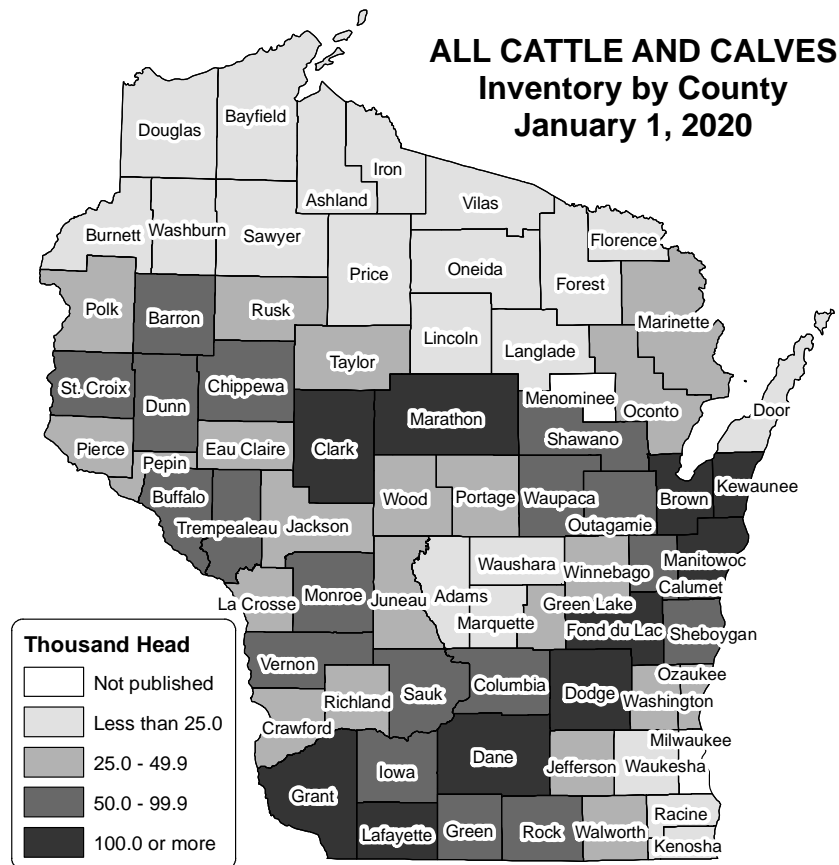 ALL CATTLE AND CALVES
Inventory by County
January 1, 2020
Douglas
Bayfield
Ashland
Iron
Vilas
Burnett
Washburn
Sawyer
Price
Oneida
Florence
Forest
Polk
Barron
Rusk
Marinette
Lincoln
Langlade
Taylor
St. Croix
Dunn
Chippewa
Menominee
Oconto
Door
Marathon
Shawano
Pierce
Pepin
Eau Claire
Clark
Buffalo
Trempealeau
Jackson
Wood
Portage
Waupaca
Outagamie
Brown
Kewaunee
La Crosse
Monroe
Juneau
Adams
Waushara
Winnebago
Manitowoc
Calumet
Marquette
Green Lake
Fond du Lac
Sheboygan
Vernon
Richland
Sauk
Columbia
Dodge
Ozaukee
Washington
Crawford
Milwaukee
Grant
Iowa
Dane
Jefferson
Waukesha
Lafayette
Green
Rock
Walworth
Racine
Kenosha
Thousand Head
Not published
Less than 25.0
25.0 - 49.9
50.0 - 99.9
100.0 or more